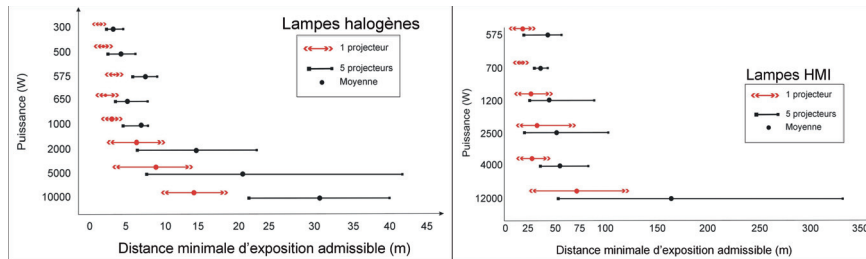 Lampes halogènes
1 projecteur
5 projecteurs
Moyenne
Puissance (W)
300
500
575
650
1000
2000
5000
10000
0 5 10 15 20 25 30 35 40 45
Distance minimale d'exposition admissible (m)
Lampes HMI
1 projecteur
5 projecteurs
Moyenne
Puissance (W)
575
700
1200
2500
4000
12000
0 25 50 75 100 150 200 250 300 350
Distance minimale d'exposition admissible (m)